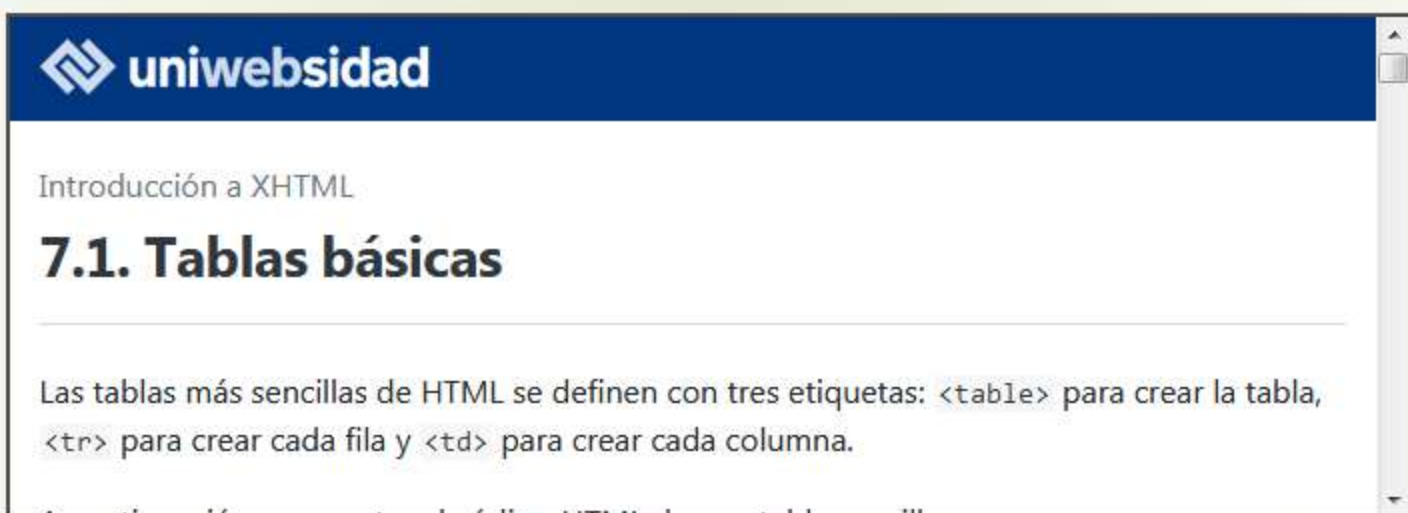 uniwebsidad
Introducción a XHTML
7.1. Tablas básicas
Las tablas más sencillas de HTML se definen con tres etiquetas: <table> para crear la tabla,
<tr> para crear cada fila y <td> para crear cada columna.